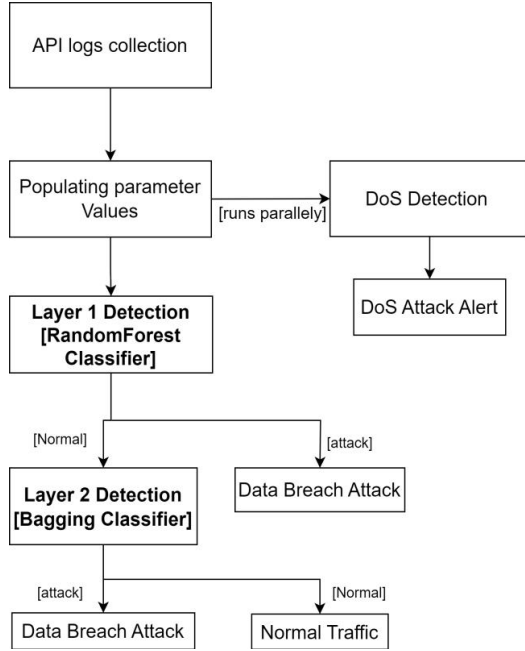 API logs collection
Populating parameter
Values
[runs parallely]
DoS Detection
DoS Attack Alert
Layer 1 Detection
[RandomForest
Classifier]
[Normal]
[attack]
Layer 2 Detection
[Bagging Classifier]
Data Breach Attack
[attack]
[Normal]
Data Breach Attack
Normal Traffic